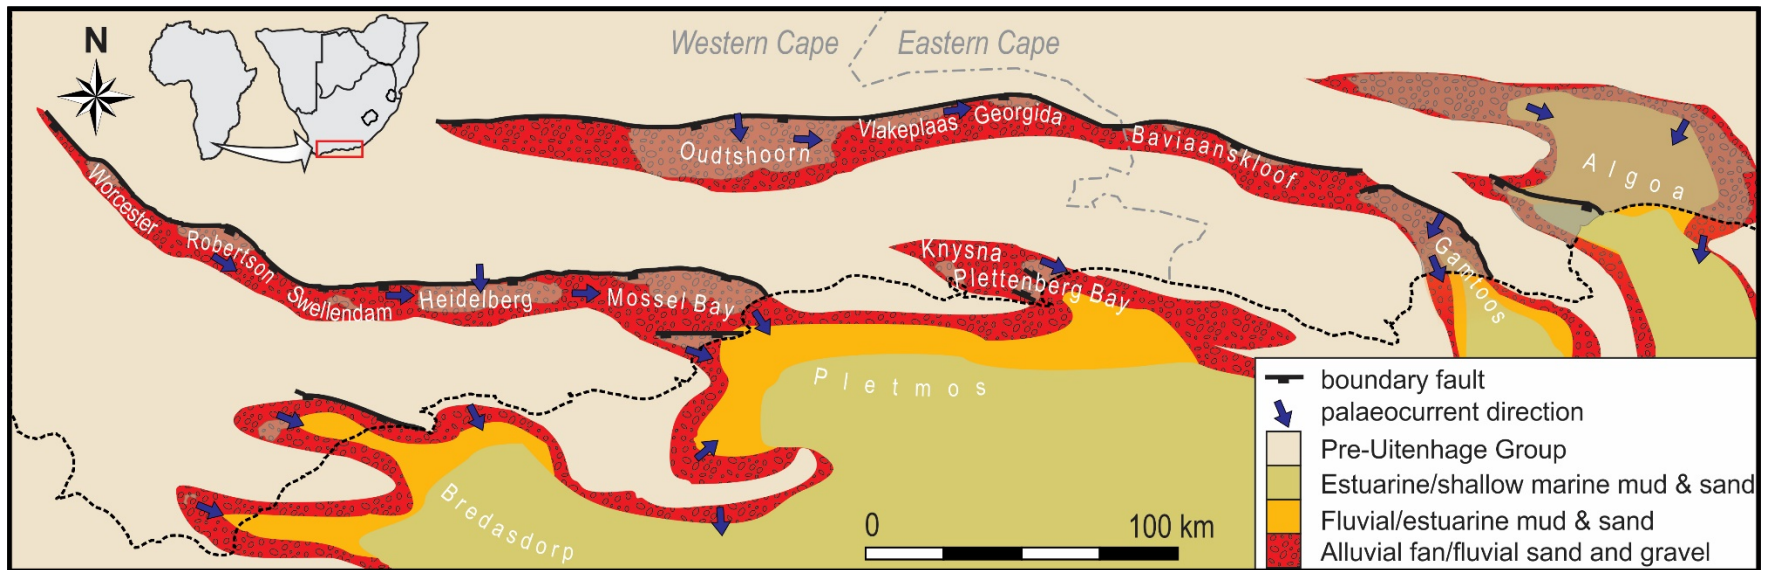 N
Western Cape
Eastern Cape
Worcester
Robertson
Swellendam
Heidelberg
Mossel Bay
Oudtshoorn
Vlakeplaas
Georgida
Baviaanskloof
Knysna
Plettenberg Bay
Gamtoos
Algoa
Pletmos
Bredasdorp
0
100 km
boundary fault
palaeocurrent direction
Pre-Uitenhage Group
Estuarine/shallow marine mud & sand
Fluvial/estuarine mud & sand
Alluvial fan/fluvial sand and gravel